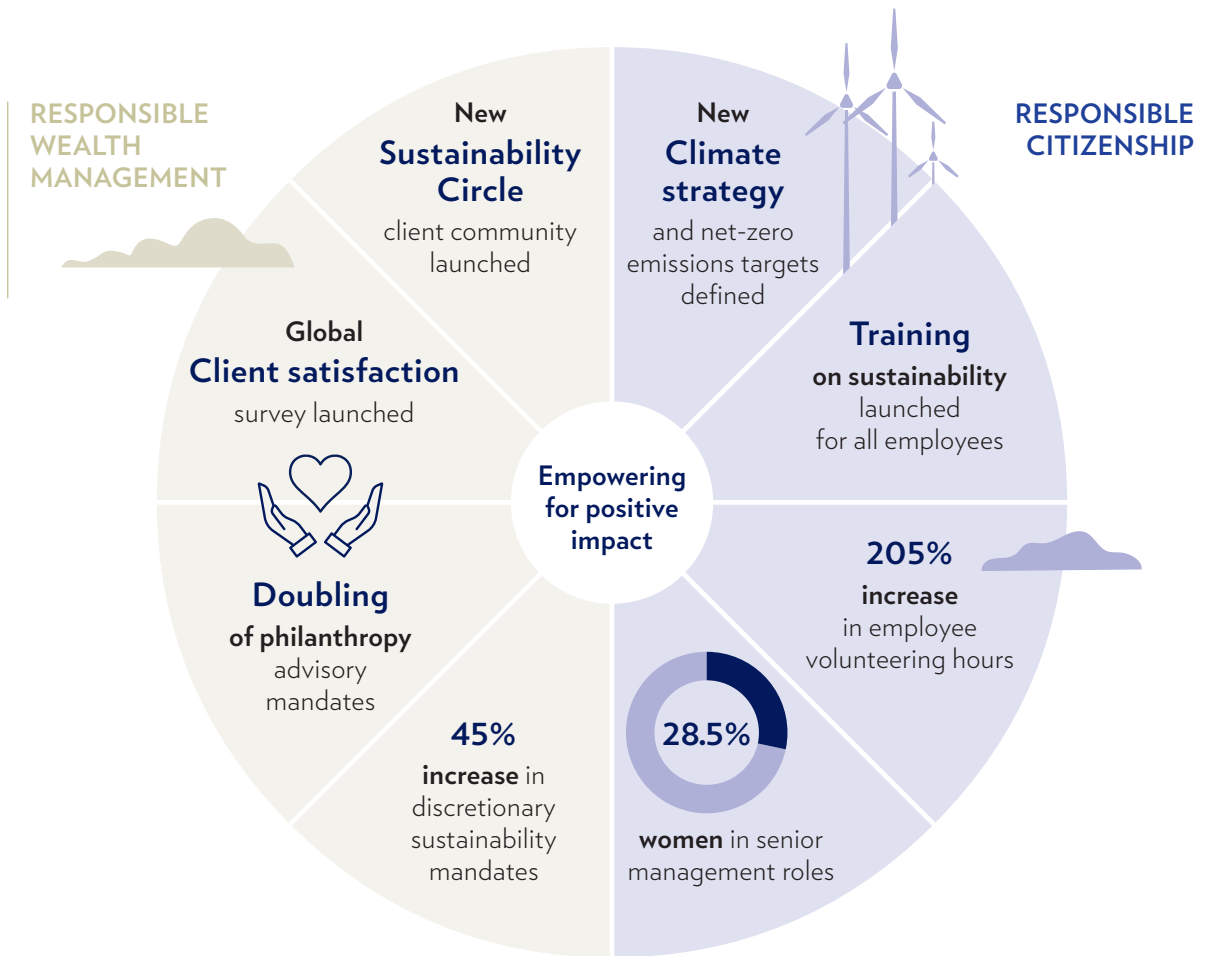 RESPONSIBLE
WEALTH
MANAGEMENT
RESPONSIBLE
CITIZENSHIP
New
Sustainability
Circle
client community
launched
New
Climate
strategy
and net-zero
emissions targets
defined
Global
Client satisfaction
survey launched
Training
on sustainability
launched
for all employees
Empowering
for positive
impact
Doubling
of philanthropy
advisory
mandates
205%
increase
in employee
volunteering hours
45%
increase in
discretionary
sustainability
mandates
28.5%
women in senior
management roles